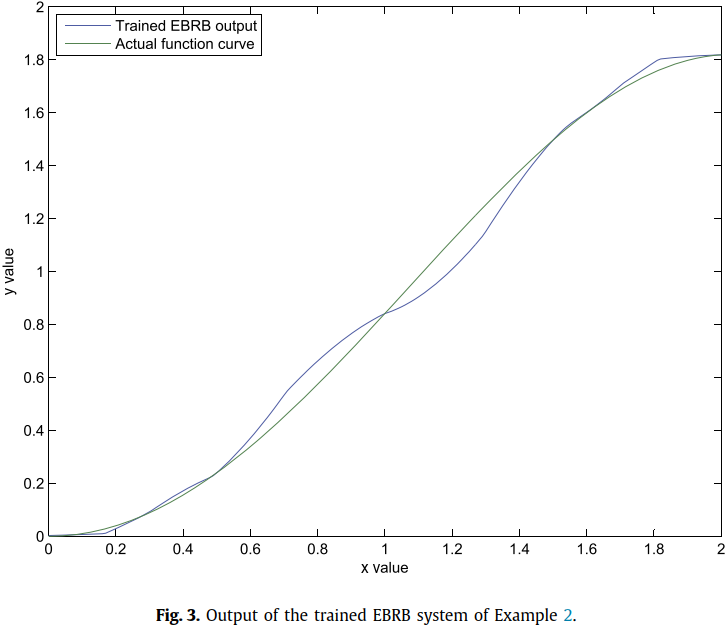 Trained EBRB output
Actual function curve
2
1.8
1.6
1.4
1.2
1
0.8
0.6
0.4
0.2
0
y value
0 0.2 0.4 0.6 0.8 1 1.2 1.4 1.6 1.8 2
x value
Fig. 3. Output of the trained EBRB system of Example 2.